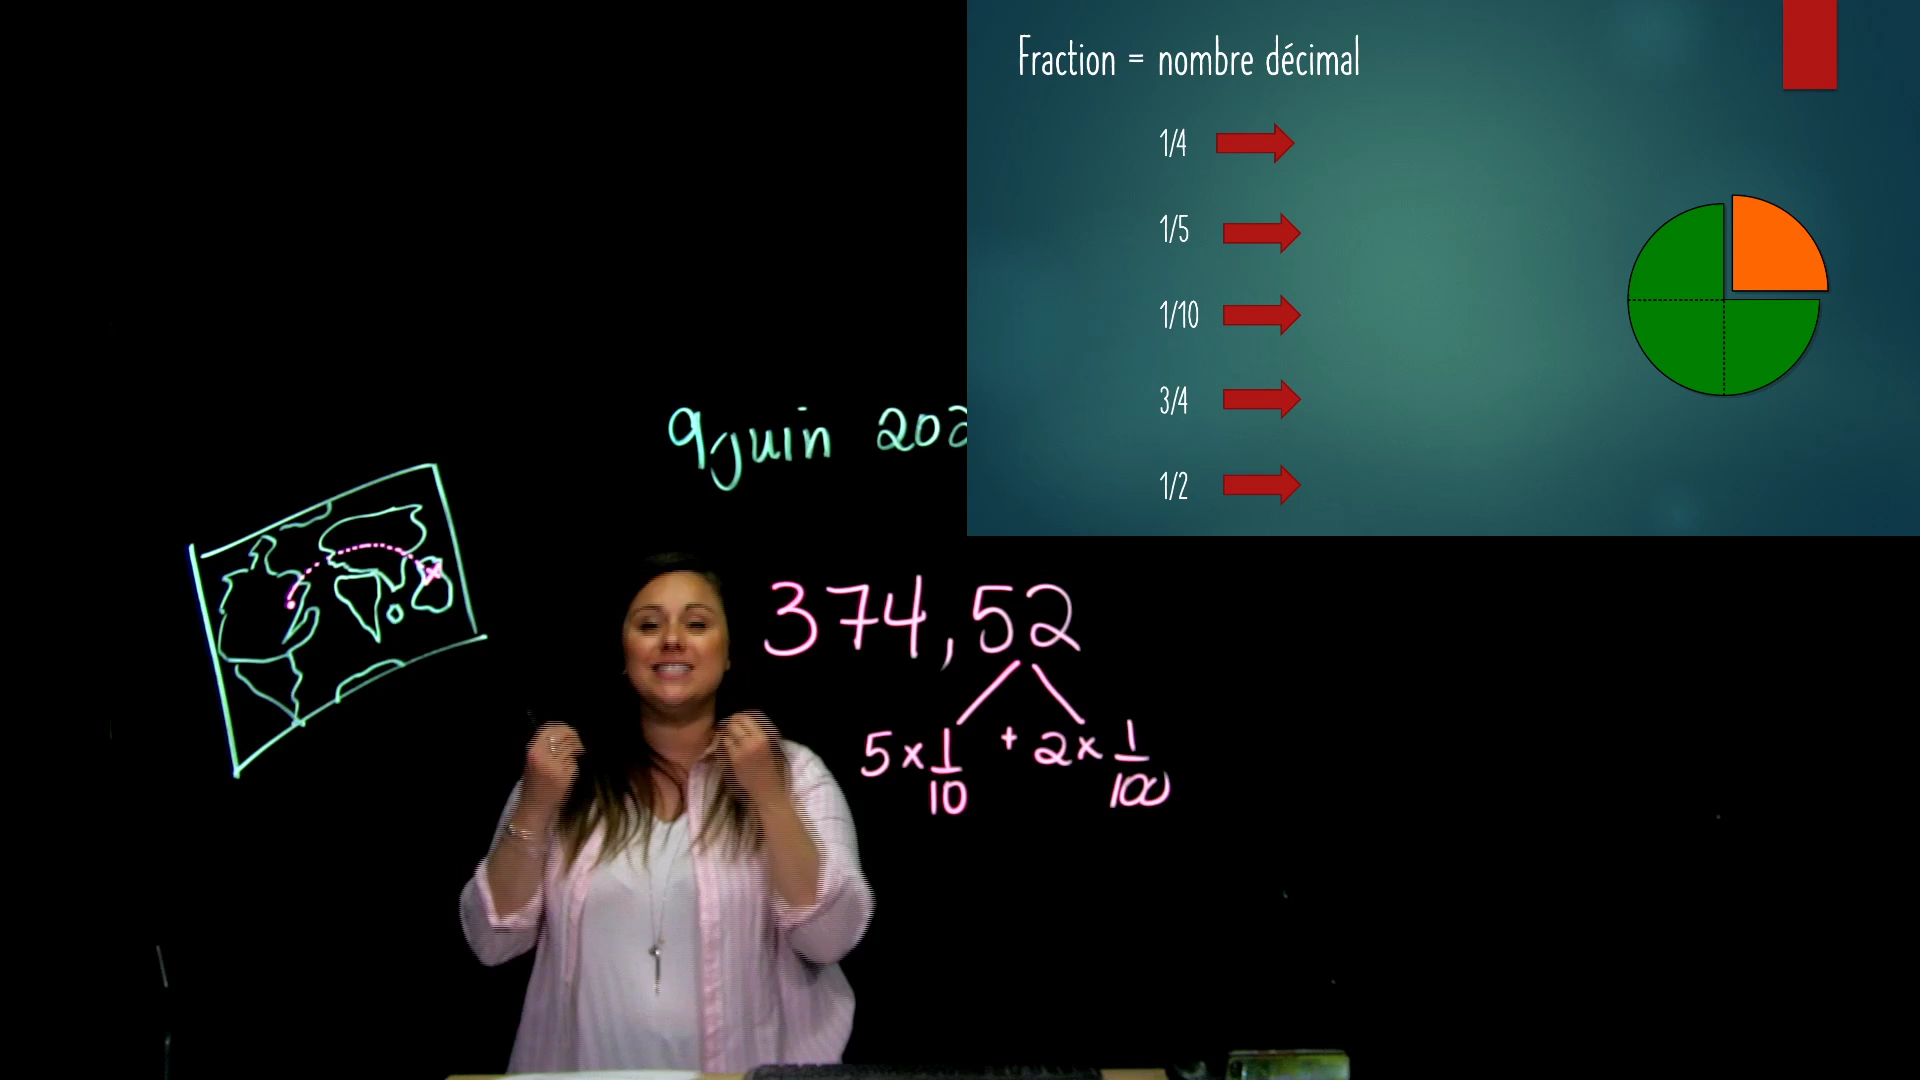 Fraction = nombre décimal
1/4
1/5
1/10
3/4
1/2
9 juin
374,52
5 x 1/10 + 2 x 1/100